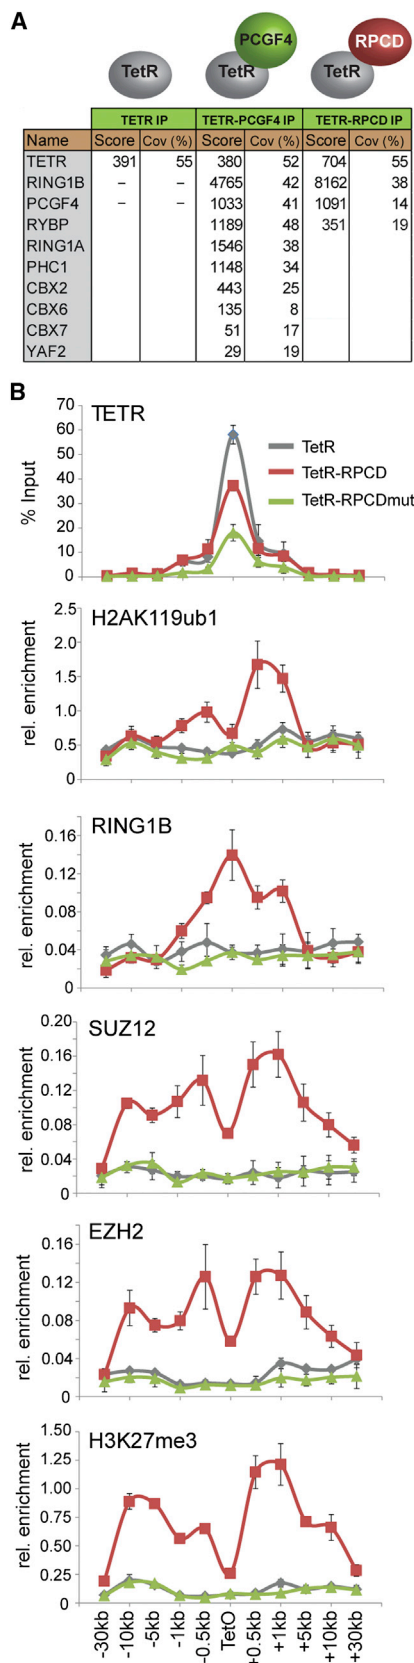 A
PCGF4
RPCD
TetR
TetR
TetR
TETR IP TETR-PCGF4 IP TETR-RPCD IP
Name Score Cov (%) Score Cov (%) Score Cov (%)
TETR 391 55 380 52 704 55
RING1B – – 4765 42 8162 38
PCGF4 – – 1033 41 1091 14
RYBP 1189 48 351 19
RING1A 1546 38
PHC1 1148 34
CBX2 443 25
CBX6 135 8
CBX7 51 17
YAF2 29 19
B
TETR
% Input
70
60
50
40
30
20
10
0
TetR
TetR-RPCD
TetR-RPCDmut
H2AK119ub1
rel. enrichment
2.5
2.0
1.5
1.0
0.5
0
RING1B
rel. enrichment
0.16
0.12
0.08
0.04
0
SUZ12
rel. enrichment
0.20
0.16
0.12
0.08
0.04
0
EZH2
rel. enrichment
0.16
0.12
0.08
0.04
0
H3K27me3
rel. enrichment
1.50
1.25
1.00
0.75
0.50
0.25
0
-30kb
-10kb
-5kb
-1kb
-0.5kb
TetO
+0.5kb
+1kb
+5kb
+10kb
+30kb